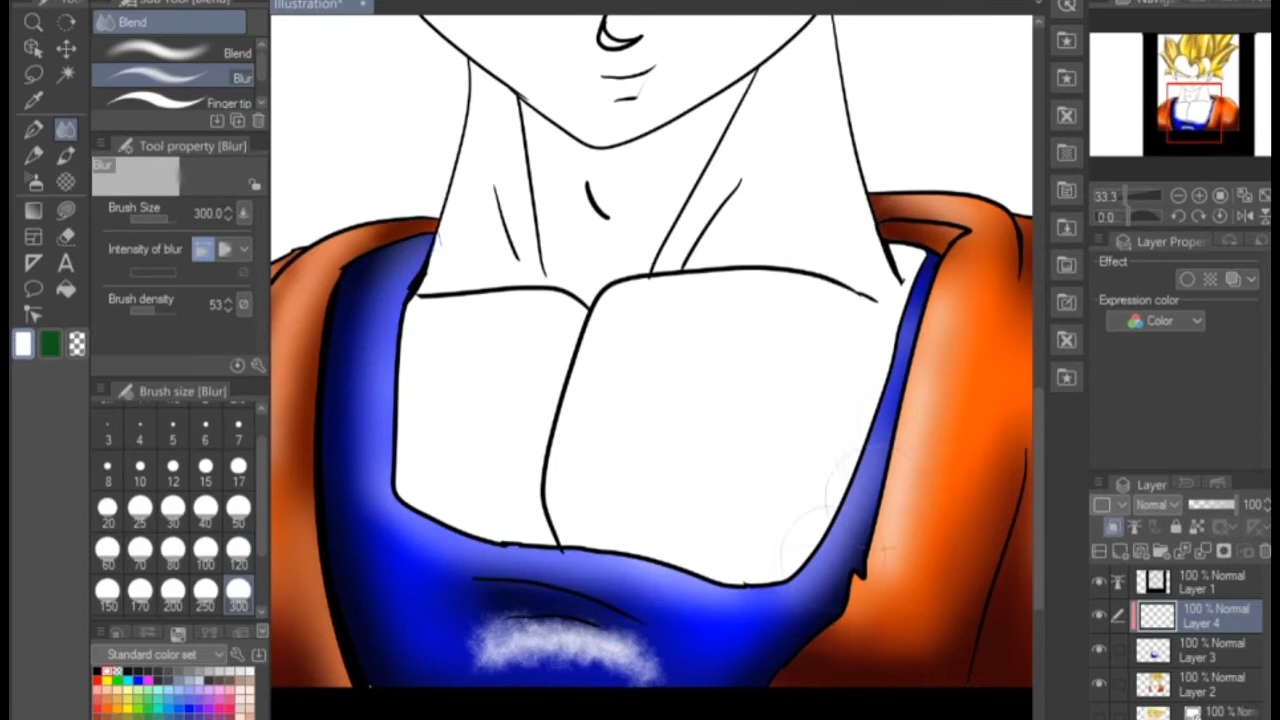 Illustration*
Sub Tool [Blend]
Blend
Blend
Blur
Finger tip
Tool property [Blur]
Blur
Brush Size 300.0
Intensity of blur
Brush density 53
Brush size [Blur]
3 4 5 6 7
8 10 12 15 17
20 25 30 40 50
60 70 80 100 120
150 170 200 250 300
Standard color set
33.3
0.0
Layer Proper
Effect
Expression color
Color
Layer
Normal 100
100 % Normal
Layer 1
100 % Normal
Layer 4
100 % Normal
Layer 3
100 % Normal
Layer 2
100 % Norm